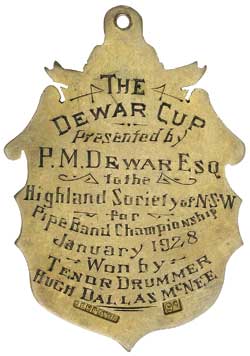 THE
DEWAR CUP
Presented by
P.M. DEWAR ESQ
to the
Highland Society of N·S·W
for
Pipe Band Championship
January 1928
Won by
TENOR DRUMMER
HUGH DALLAS McNEE